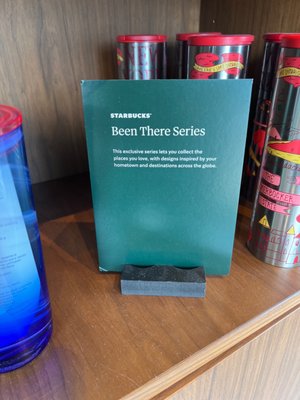 STARBUCKS®
Been There Series
This exclusive series lets you collect the
places you love, with designs inspired by your
hometown and destinations across the globe.